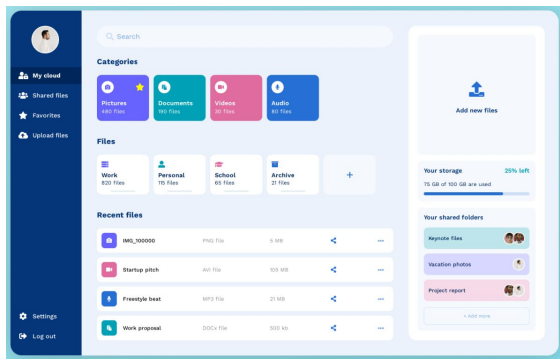 My cloud
Shared files
Favorites
Upload files
Settings
Log out
Search
Categories
Pictures
480 files
Documents
190 files
Videos
30 files
Audio
80 files
Files
Work
820 files
Personal
115 files
School
65 files
Archive
21 files
+
Recent files
IMG_100000 PNG file 5 MB
Startup pitch AVI file 105 MB
Freestyle beat MP3 file 21 MB
Work proposal DOCx file 500 kb
Add new files
Your storage 25% left
75 GB of 100 GB are used
Your shared folders
Keynote files
Vacation photos
Project report
+ Add more